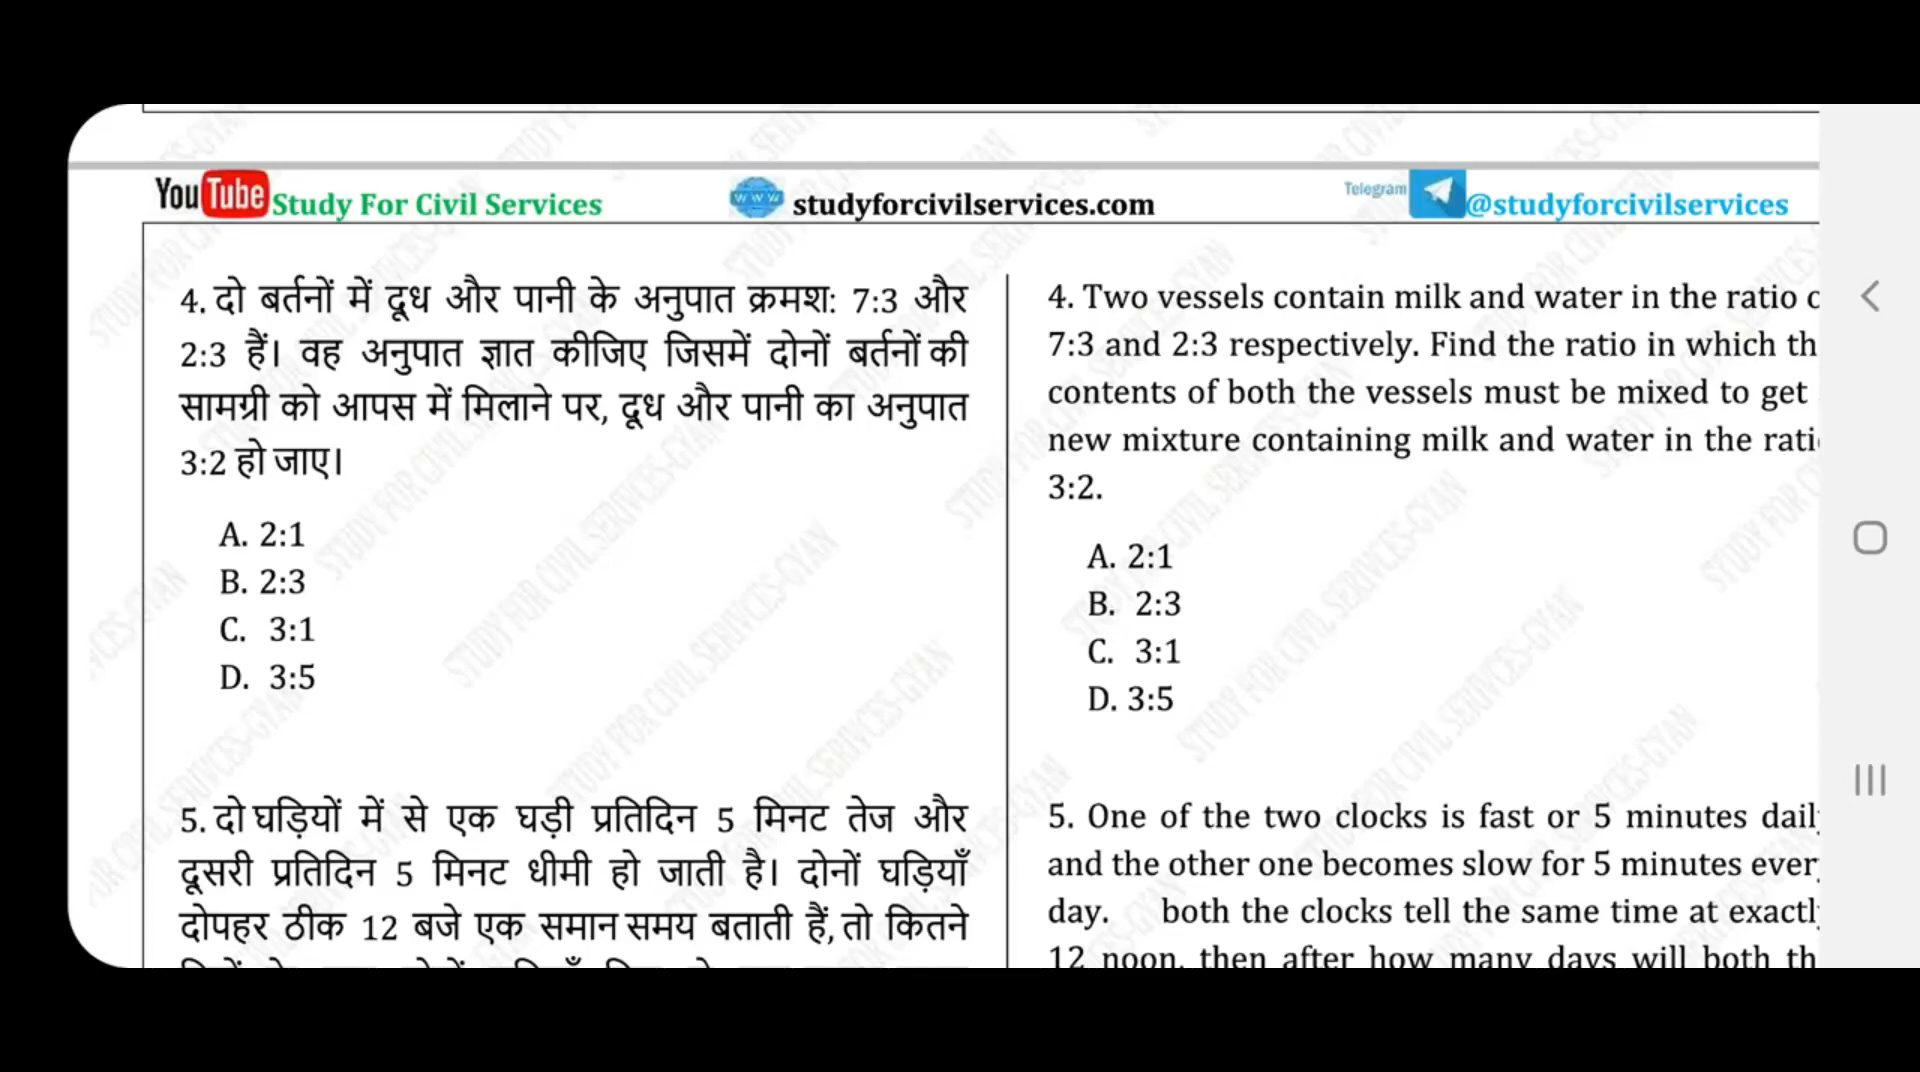 You Tube Study For Civil Services
www studyforcivilservices.com
Telegram @studyforcivilservices
4. दो बर्तनों में दूध और पानी के अनुपात क्रमश: 7:3 और
2:3 हैं। वह अनुपात ज्ञात कीजिए जिसमें दोनों बर्तनों की
सामग्री को आपस में मिलाने पर, दूध और पानी का अनुपात
3:2 हो जाए।
A. 2:1
B. 2:3
C. 3:1
D. 3:5
5. दो घड़ियों में से एक घड़ी प्रतिदिन 5 मिनट तेज और
दूसरी प्रतिदिन 5 मिनट धीमी हो जाती है। दोनों घड़ियाँ
दोपहर ठीक 12 बजे एक समान समय बताती हैं, तो कितने
4. Two vessels contain milk and water in the ratio
7:3 and 2:3 respectively. Find the ratio in which th
contents of both the vessels must be mixed to get
new mixture containing milk and water in the rati
3:2.
A. 2:1
B. 2:3
C. 3:1
D. 3:5
5. One of the two clocks is fast or 5 minutes dail
and the other one becomes slow for 5 minutes ever
day. both the clocks tell the same time at exactl
12 noon, then after how many days will both th
STUDY FOR CIVIL SERIVCES-GYAN